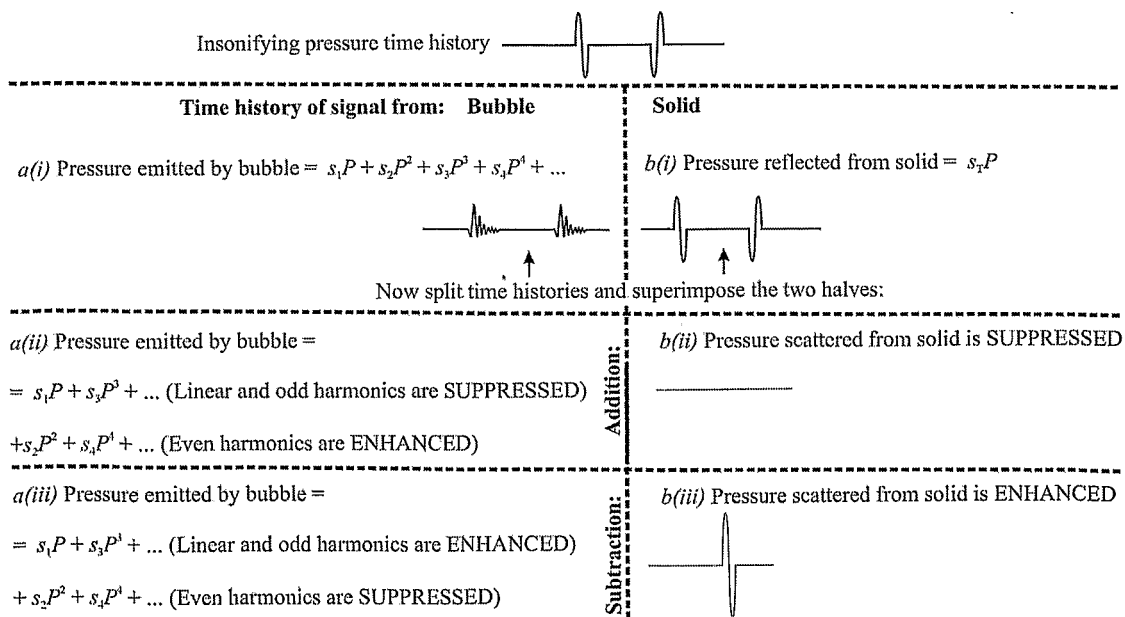 Insonifying pressure time history
Time history of signal from: Bubble
Solid
a(i) Pressure emitted by bubble = s₁P + s₂P² + s₃P³ + s₄P⁴ + ...
b(i) Pressure reflected from solid = s_TP
Now split time histories and superimpose the two halves:
a(ii) Pressure emitted by bubble =
= s₁P + s₃P³ + ... (Linear and odd harmonics are SUPPRESSED)
+s₂P² + s₄P⁴ + ... (Even harmonics are ENHANCED)
Addition:
b(ii) Pressure scattered from solid is SUPPRESSED
a(iii) Pressure emitted by bubble =
= s₁P + s₃P³ + ... (Linear and odd harmonics are ENHANCED)
+ s₂P² + s₄P⁴ + ... (Even harmonics are SUPPRESSED)
Subtraction:
b(iii) Pressure scattered from solid is ENHANCED